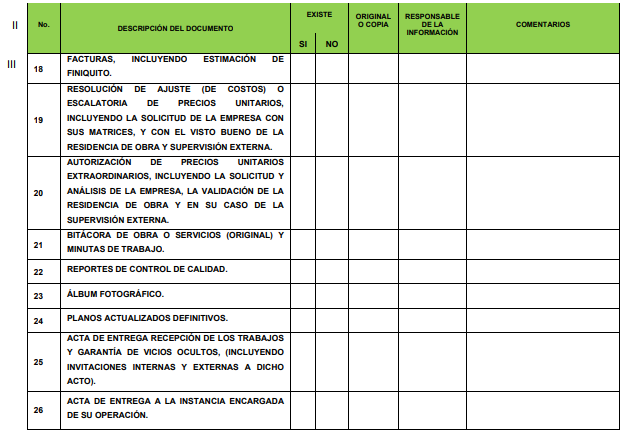 II
III
No.
DESCRIPCIÓN DEL DOCUMENTO
EXISTE
SI
NO
ORIGINAL
O COPIA
RESPONSABLE
DE LA
INFORMACIÓN
COMENTARIOS
18
FACTURAS, INCLUYENDO ESTIMACIÓN DE
FINIQUITO.
19
RESOLUCIÓN DE AJUSTE (DE COSTOS) O
ESCALATORIA DE PRECIOS UNITARIOS,
INCLUYENDO LA SOLICITUD DE LA EMPRESA CON
SUS MATRICES, Y CON EL VISTO BUENO DE LA
RESIDENCIA DE OBRA Y SUPERVISIÓN EXTERNA.
20
AUTORIZACIÓN DE PRECIOS UNITARIOS
EXTRAORDINARIOS, INCLUYENDO LA SOLICITUD Y
ANÁLISIS DE LA EMPRESA, LA VALIDACIÓN DE LA
RESIDENCIA DE OBRA Y EN SU CASO DE LA
SUPERVISIÓN EXTERNA.
21
BITÁCORA DE OBRA O SERVICIOS (ORIGINAL) Y
MINUTAS DE TRABAJO.
22
REPORTES DE CONTROL DE CALIDAD.
23
ÁLBUM FOTOGRÁFICO.
24
PLANOS ACTUALIZADOS DEFINITIVOS.
25
ACTA DE ENTREGA RECEPCIÓN DE LOS TRABAJOS
Y GARANTÍA DE VICIOS OCULTOS, (INCLUYENDO
INVITACIONES INTERNAS Y EXTERNAS A DICHO
ACTO).
26
ACTA DE ENTREGA A LA INSTANCIA ENCARGADA
DE SU OPERACIÓN.